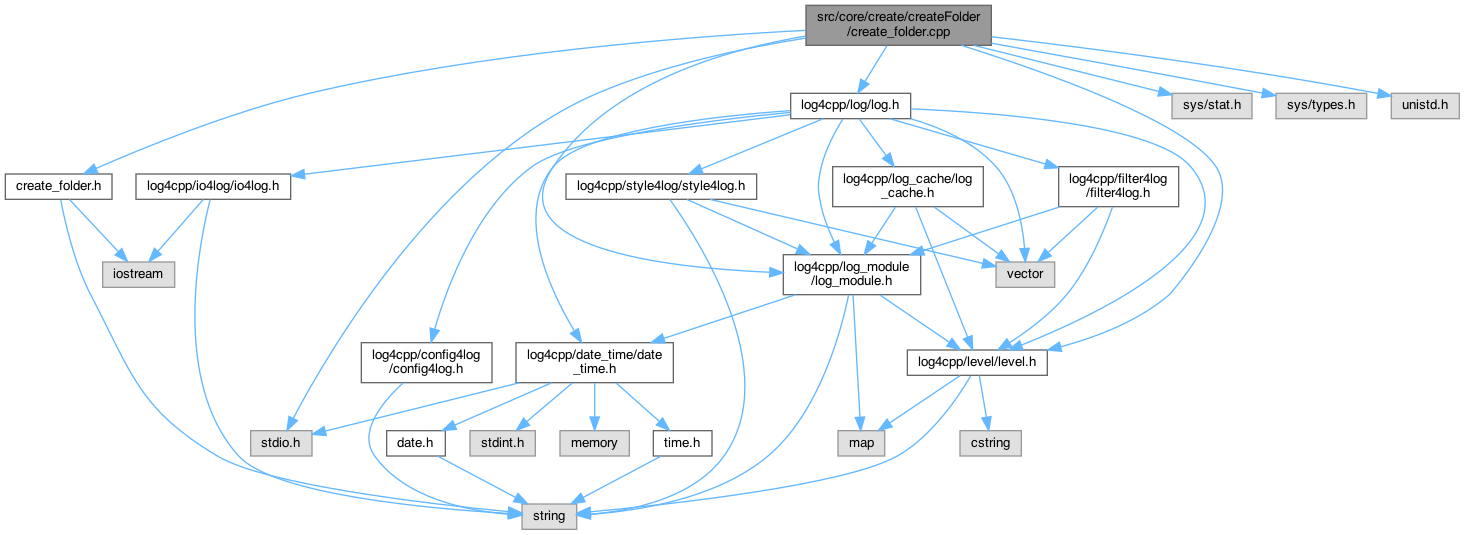 src/core/create/createFolder
/create_folder.cpp
log4cpp/log/log.h
sys/stat.h
sys/types.h
unistd.h
create_folder.h
log4cpp/io4log/io4log.h
log4cpp/style4log/style4log.h
log4cpp/log_cache/log
_cache.h
log4cpp/filter4log
/filter4log.h
iostream
log4cpp/log_module
/log_module.h
vector
log4cpp/config4log
/config4log.h
log4cpp/date_time/date
_time.h
log4cpp/level/level.h
stdio.h
date.h
stdint.h
memory
time.h
map
cstring
string